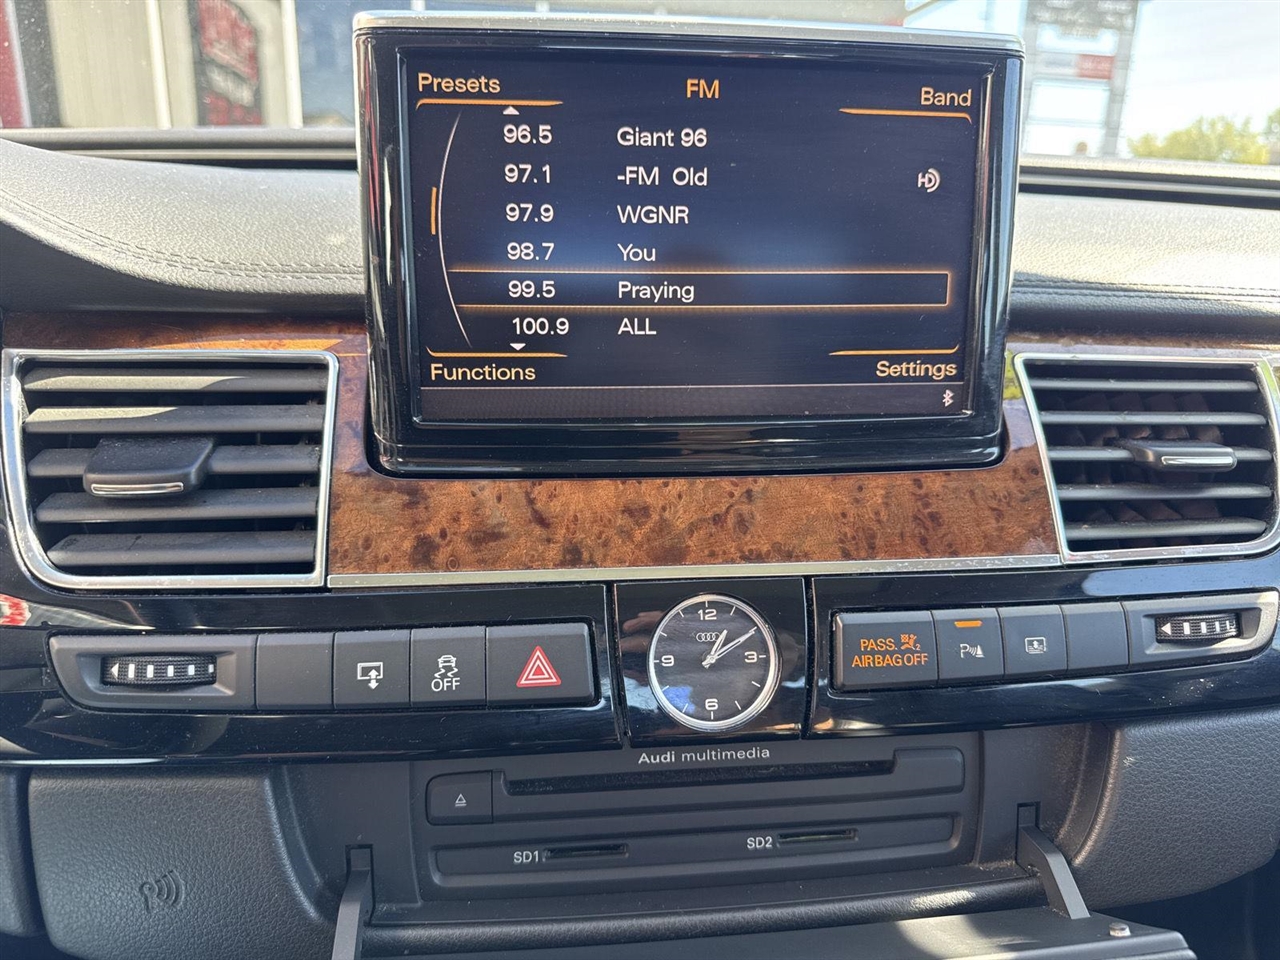 Presets FM Band
96.5 Giant 96
97.1 -FM Old HD
97.9 WGNR
98.7 You
99.5 Praying
100.9 ALL
Functions Settings
12
9 3
6
OFF
PASS.
AIRBAG OFF
P
Audi multimedia
SD1
SD2